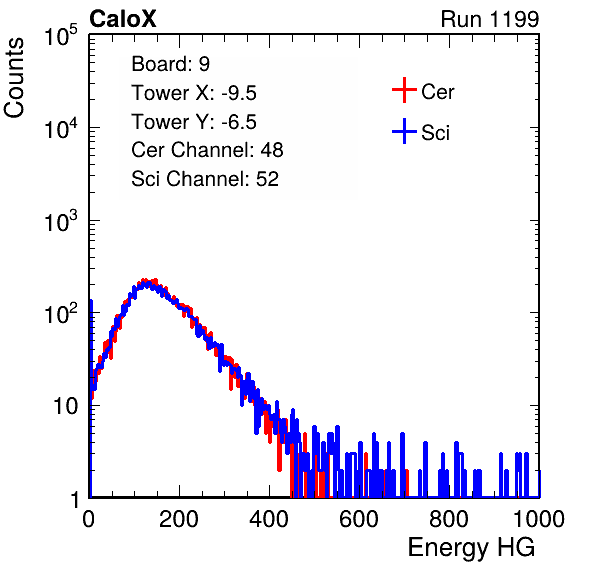 CaloX Run 1199
Counts
Board: 9
Tower X: -9.5
Tower Y: -6.5
Cer Channel: 48
Sci Channel: 52
Cer
Sci
10^5
10^4
10^3
10^2
10
1
0 200 400 600 800 1000
Energy HG